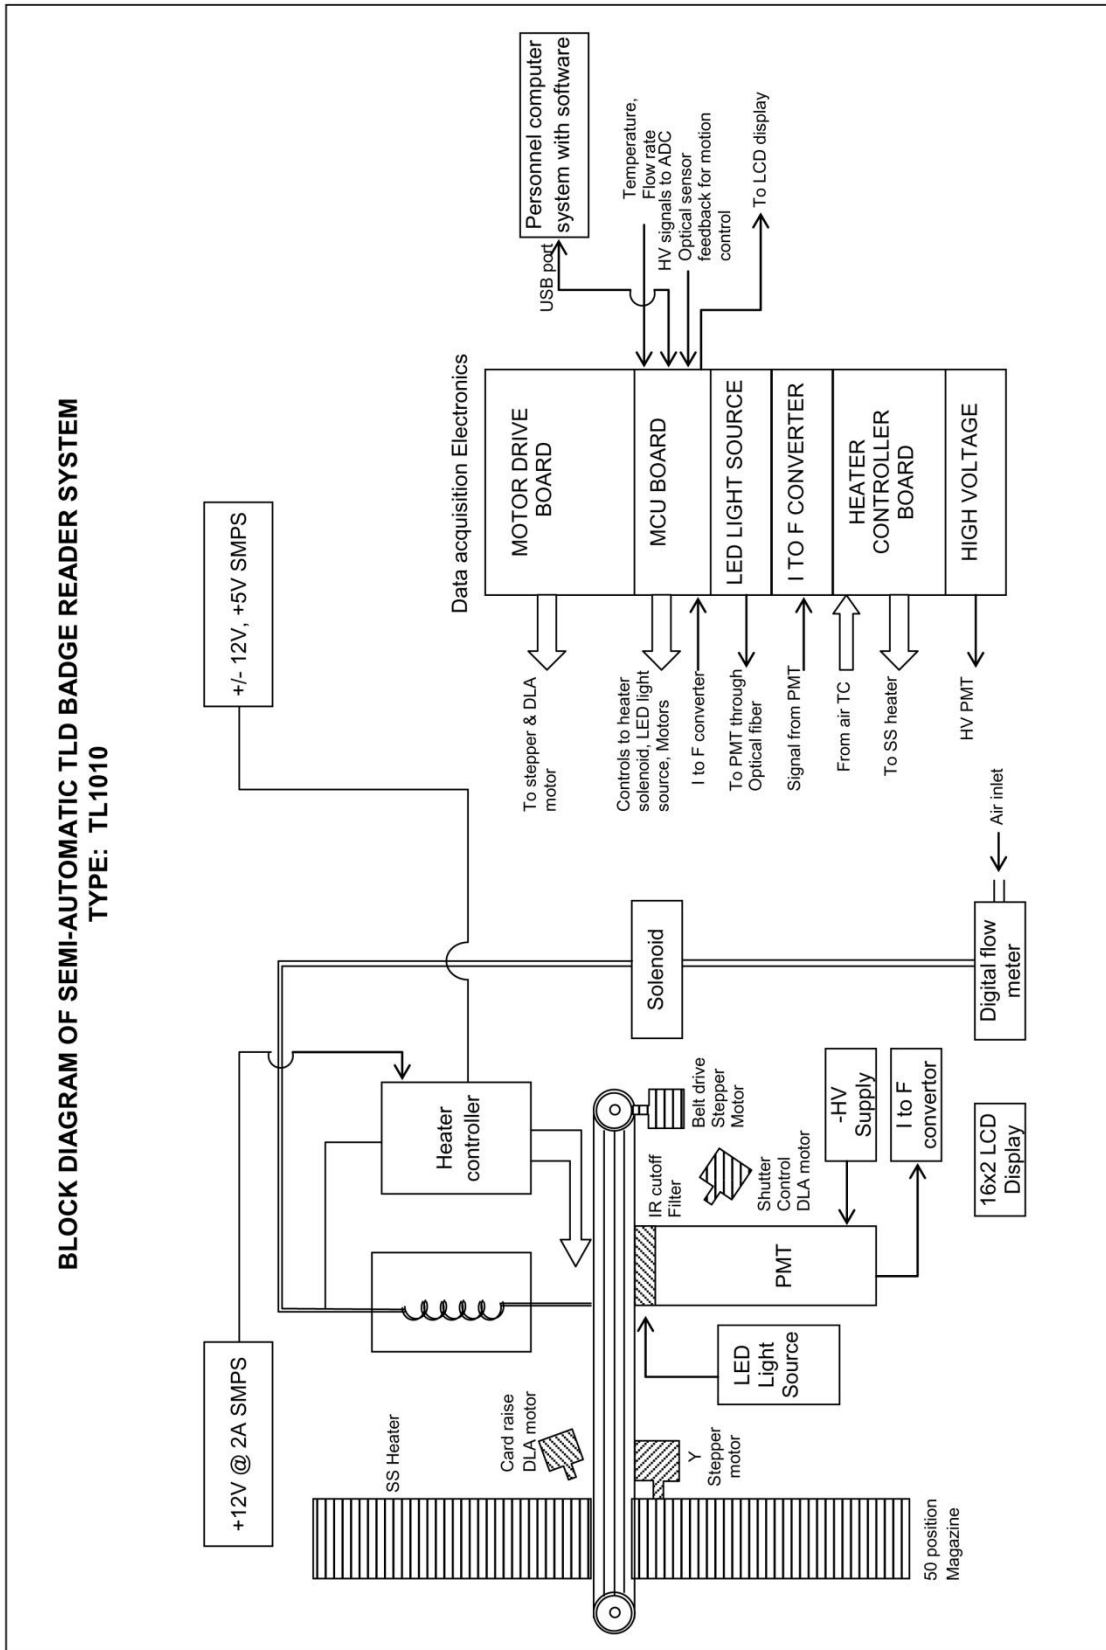 BLOCK DIAGRAM OF SEMI-AUTOMATIC TLD BADGE READER SYSTEM
TYPE: TL1010
+12V @ 2A SMPS
+/- 12V, +5V SMPS
SS Heater
Card raise
DLA motor
Heater
controller
50 position
Magazine
Y
Stepper
motor
LED
Light
Source
IR cutoff
Filter
PMT
Shutter
Control
DLA motor
Belt drive
Stepper
Motor
-HV
Supply
I to F
convertor
16x2 LCD
Display
Solenoid
Digital flow
meter
Air inlet
Data acquisition Electronics
To stepper & DLA
motor
Controls to heater
solenoid, LED light
source, Motors
I to F converter
To PMT through
Optical fiber
Signal from PMT
From air TC
To SS heater
HV PMT
MOTOR DRIVE
BOARD
MCU BOARD
LED LIGHT SOURCE
I TO F CONVERTER
HEATER
CONTROLLER
BOARD
HIGH VOLTAGE
USB port
Personnel computer
system with software
Temperature,
Flow rate
HV signals to ADC
Optical sensor
feedback for motion
control
To LCD display